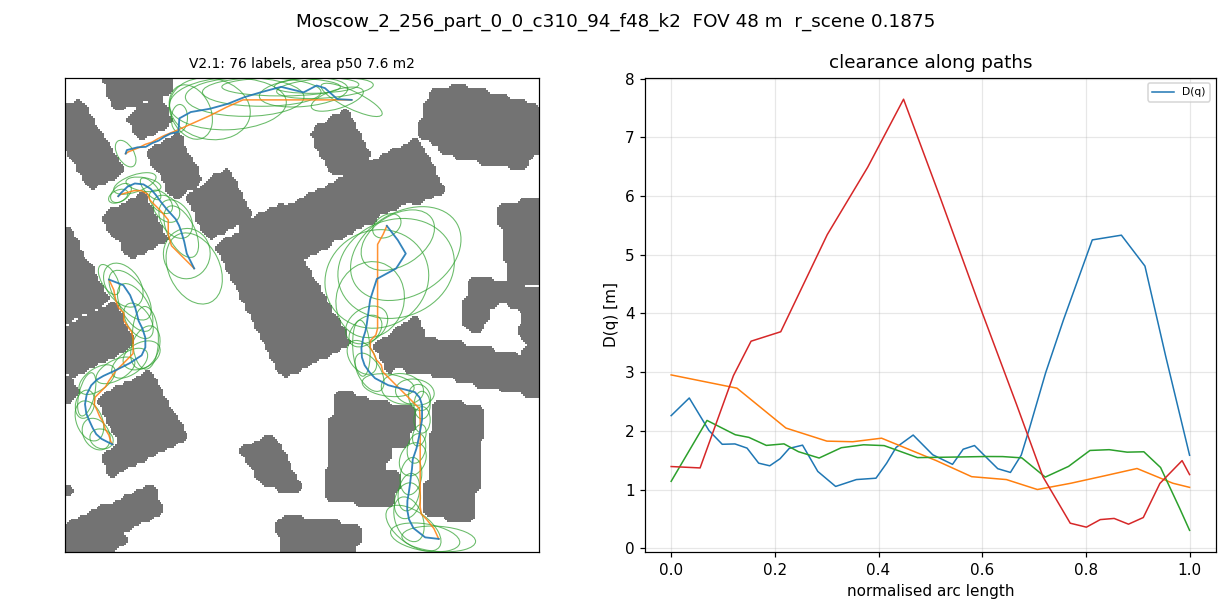 Moscow_2_256_part_0_0_c310_94_f48_k2 FOV 48 m r_scene 0.1875
V2.1: 76 labels, area p50 7.6 m2
clearance along paths
D(q)
D(q) [m]
8
7
6
5
4
3
2
1
0
0.0 0.2 0.4 0.6 0.8 1.0
normalised arc length